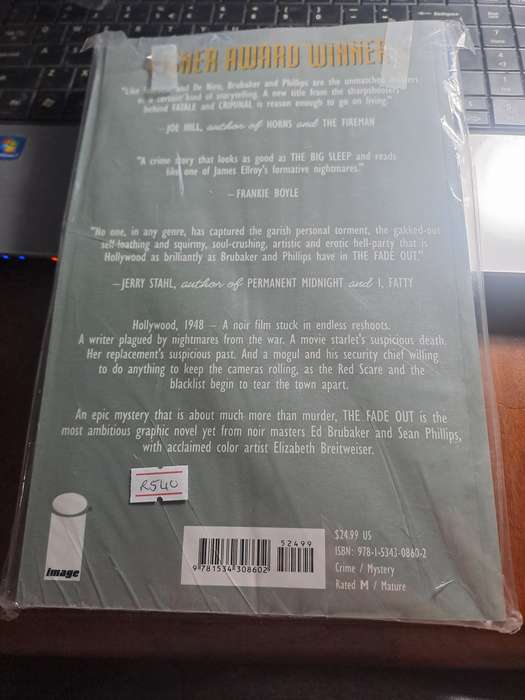 AWARD WINNER
"Like and De Niro, Brubaker and Phillips are the unmatched masters
of a certain kind of storytelling. A new title from the sharpshooters
behind FATALE and CRIMINAL is reason enough to go on living."
—JOE HILL, author of HORNS and THE FIREMAN
"A crime story that looks as good as THE BIG SLEEP and reads
like one of James Ellroy's formative nightmares."
—FRANKIE BOYLE
"No one, in any genre, has captured the garish personal torment, the gakked-out
self-loathing and squirmy, soul-crushing, artistic and erotic hell-party that is
Hollywood as brilliantly as Brubaker and Phillips have in THE FADE OUT."
—JERRY STAHL, author of PERMANENT MIDNIGHT and I, FATTY
Hollywood, 1948 – A noir film stuck in endless reshoots.
A writer plagued by nightmares from the war. A movie starlet's suspicious death.
Her replacement's suspicious past. And a mogul and his security chief willing
to do anything to keep the cameras rolling, as the Red Scare and the
blacklist begin to tear the town apart.
An epic mystery that is about much more than murder, THE FADE OUT is the
most ambitious graphic novel yet from noir masters Ed Brubaker and Sean Phillips,
with acclaimed color artist Elizabeth Breitweiser.
R540
image
52499
9 781534 308602
$24.99 US
ISBN: 978-1-5343-0860-2
Crime / Mystery
Rated M / Mature